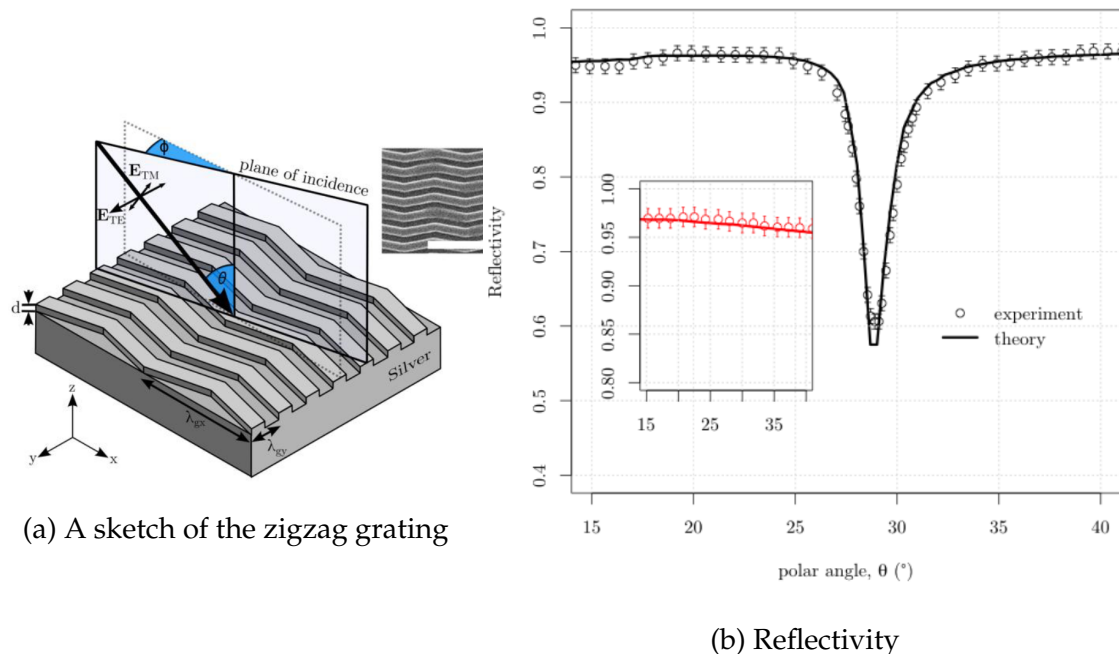 ϕ
plane of incidence
E_TM
E_TE
θ
d
Silver
λ_gx
λ_gy
z
y
x
(a) A sketch of the zigzag grating
Reflectivity
1.0
0.9
0.8
0.7
0.6
0.5
0.4
1.00
0.95
0.90
0.85
0.80
15 25 35
experiment
theory
15 20 25 30 35 40
polar angle, θ (°)
(b) Reflectivity